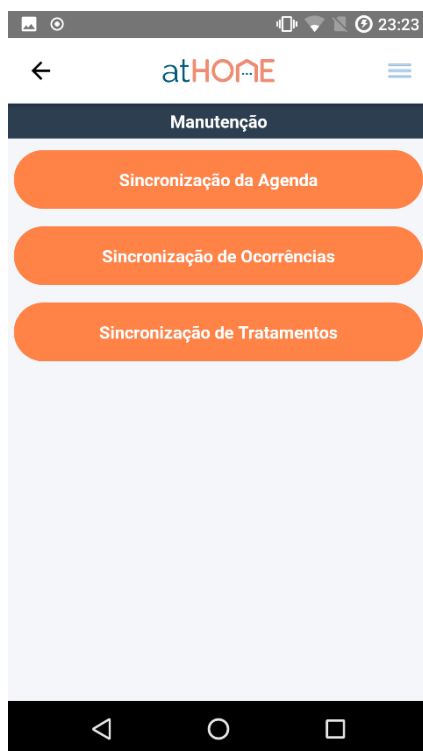 23:23
atHOME
Manutenção
Sincronização da Agenda
Sincronização de Ocorrências
Sincronização de Tratamentos